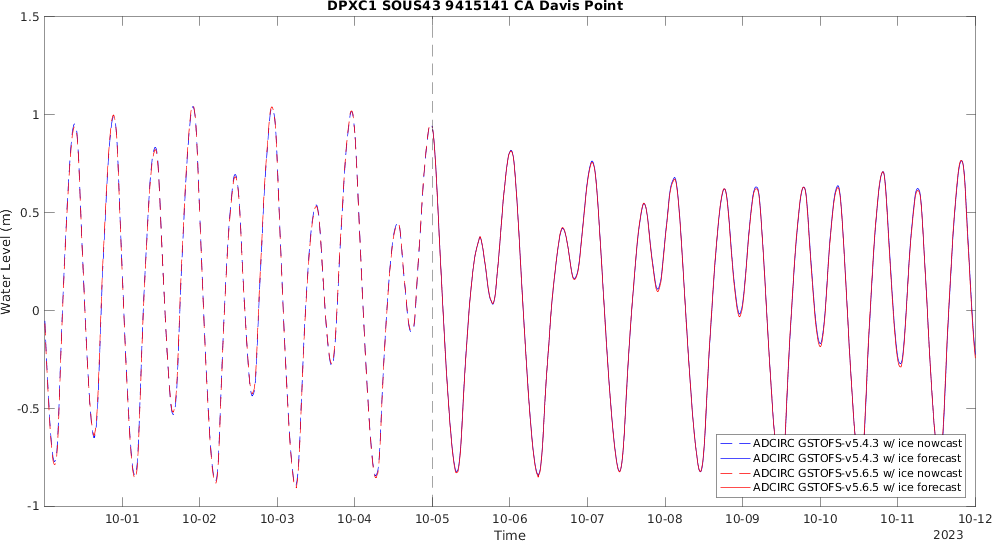 DPXC1 SOUS43 9415141 CA Davis Point
1.5
1
0.5
0
-0.5
-1
Water Level (m)
10-01 10-02 10-03 10-04 10-05 10-06 10-07 10-08 10-09 10-10 10-11 10-12
Time
2023
ADCIRC GSTOFS-v5.4.3 w/ ice nowcast
ADCIRC GSTOFS-v5.4.3 w/ ice forecast
ADCIRC GSTOFS-v5.6.5 w/ ice nowcast
ADCIRC GSTOFS-v5.6.5 w/ ice forecast